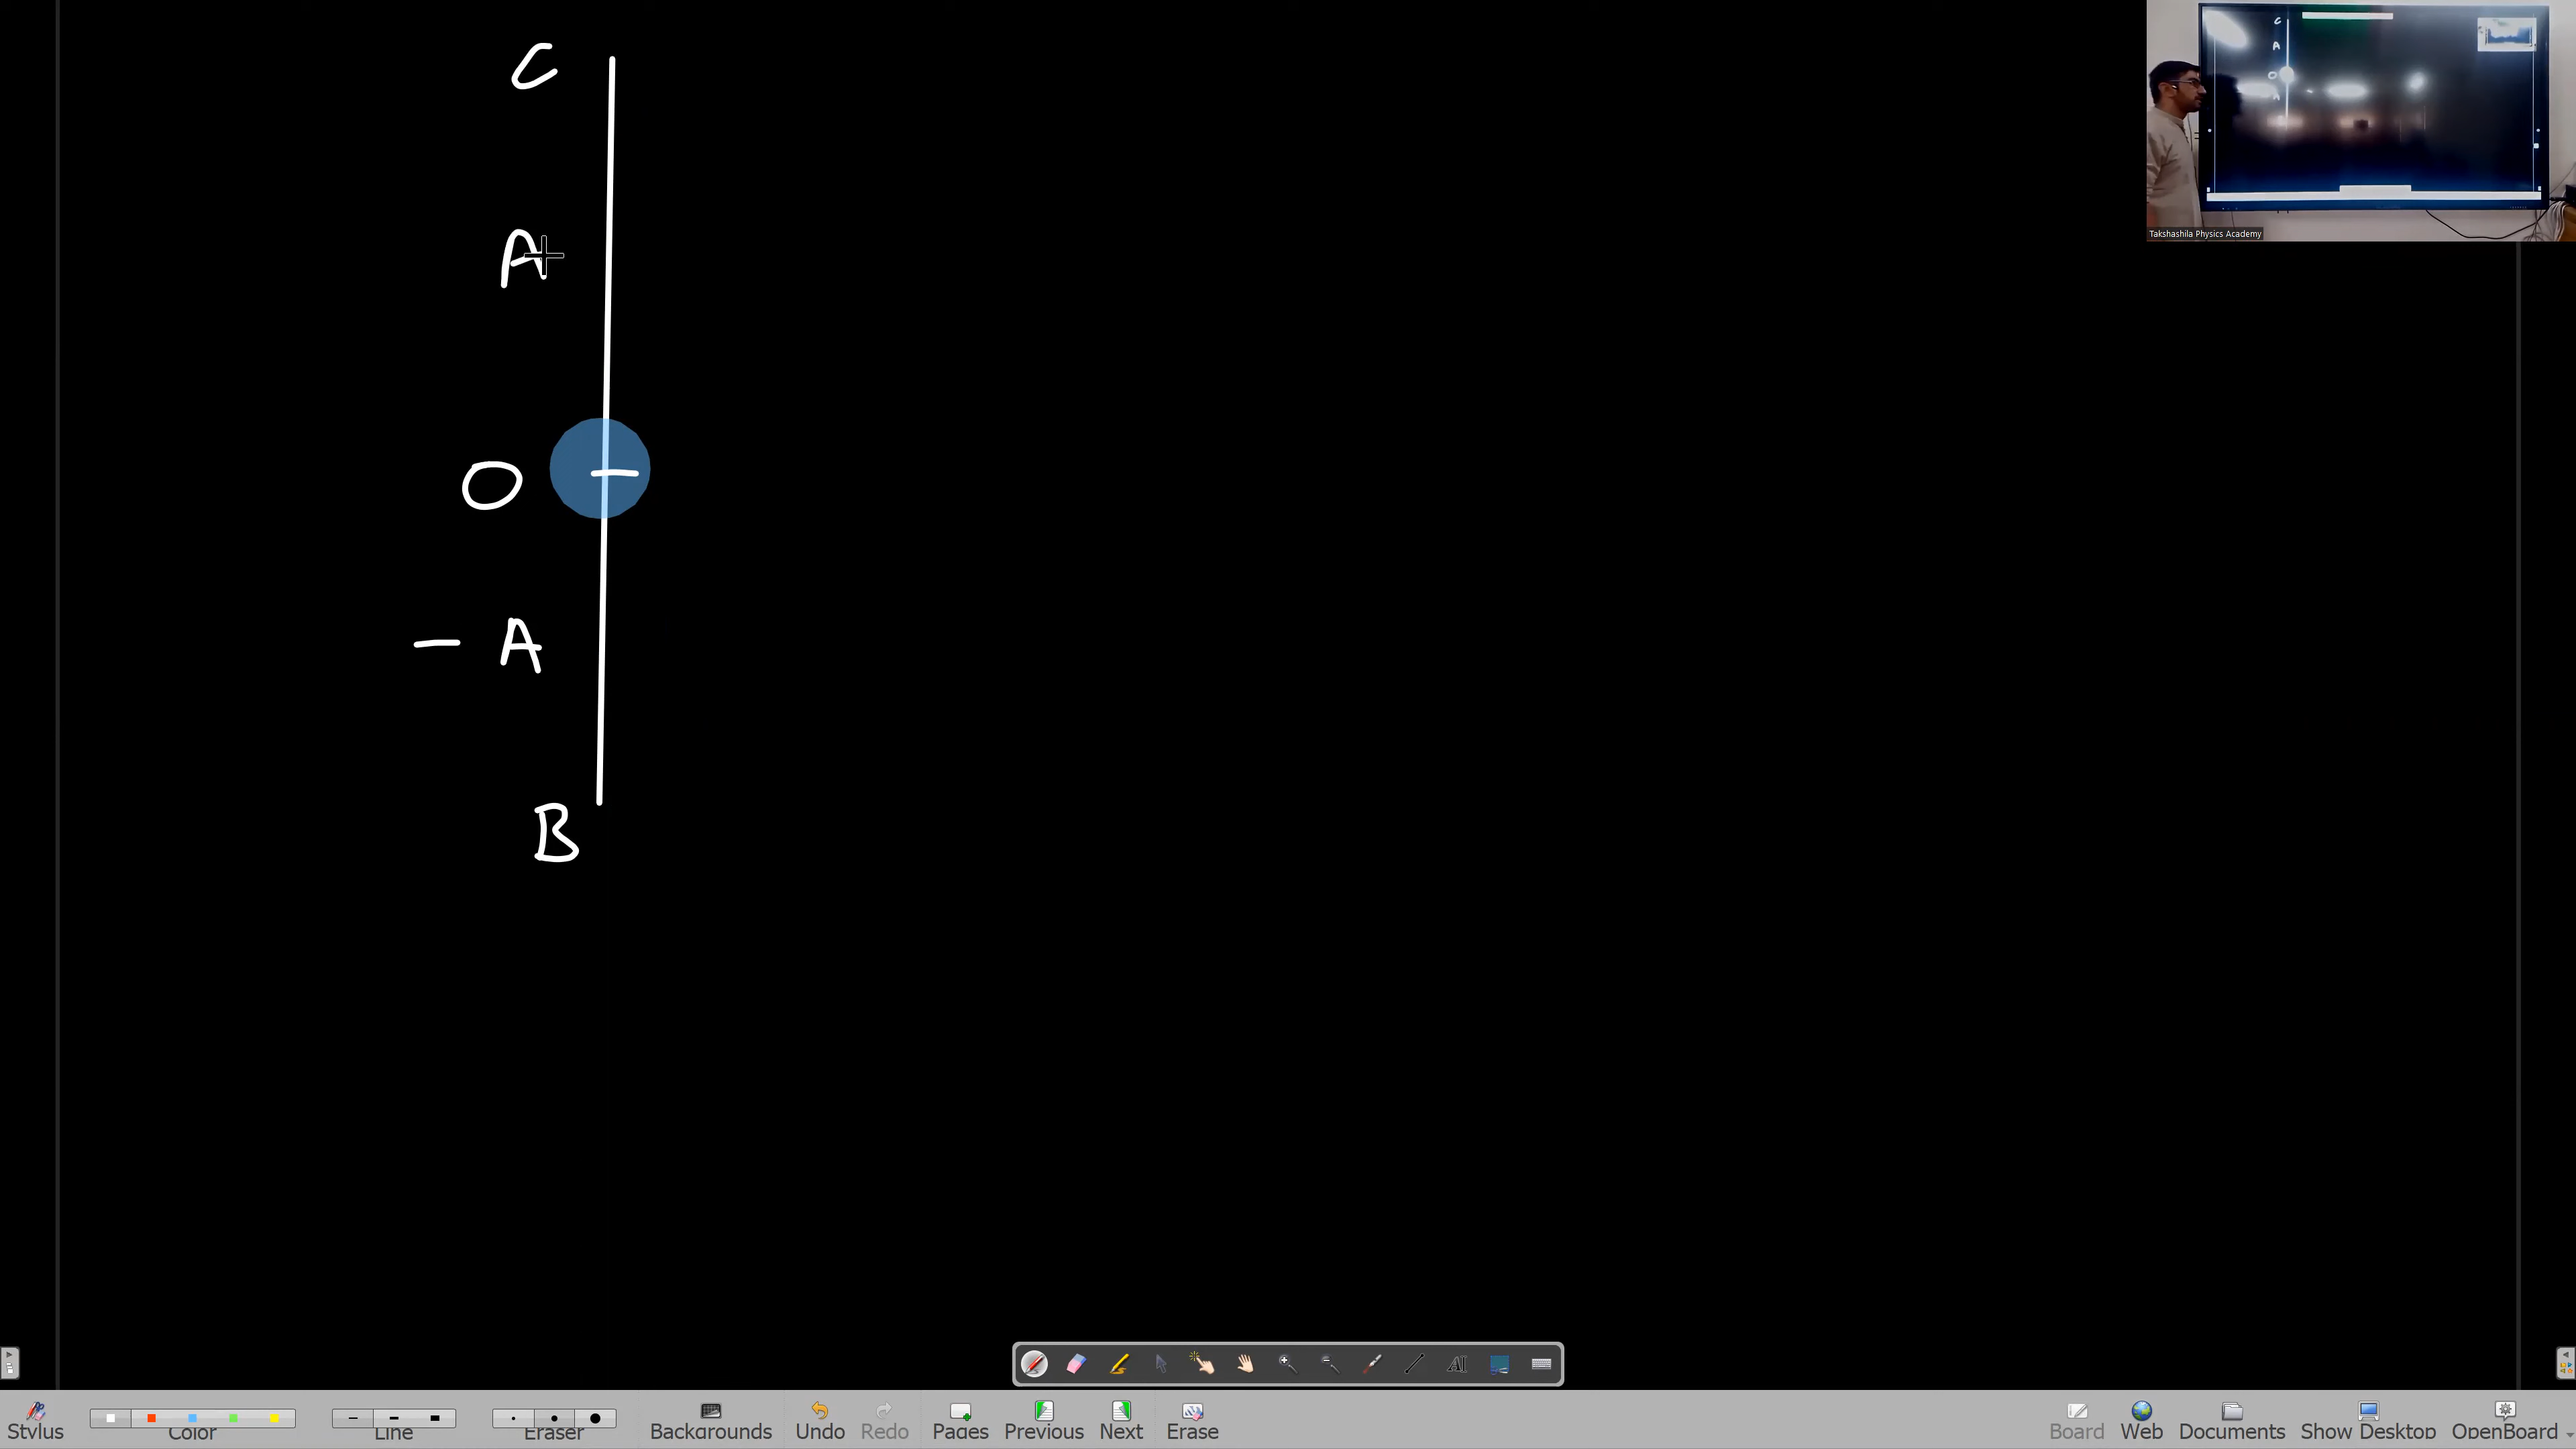 C
A
O
- A
B
Takshashila Physics Academy
Stylus
Color
Line
Eraser
Backgrounds
Undo
Redo
Pages
Previous
Next
Erase
Board
Web
Documents
Show Desktop
OpenBoard